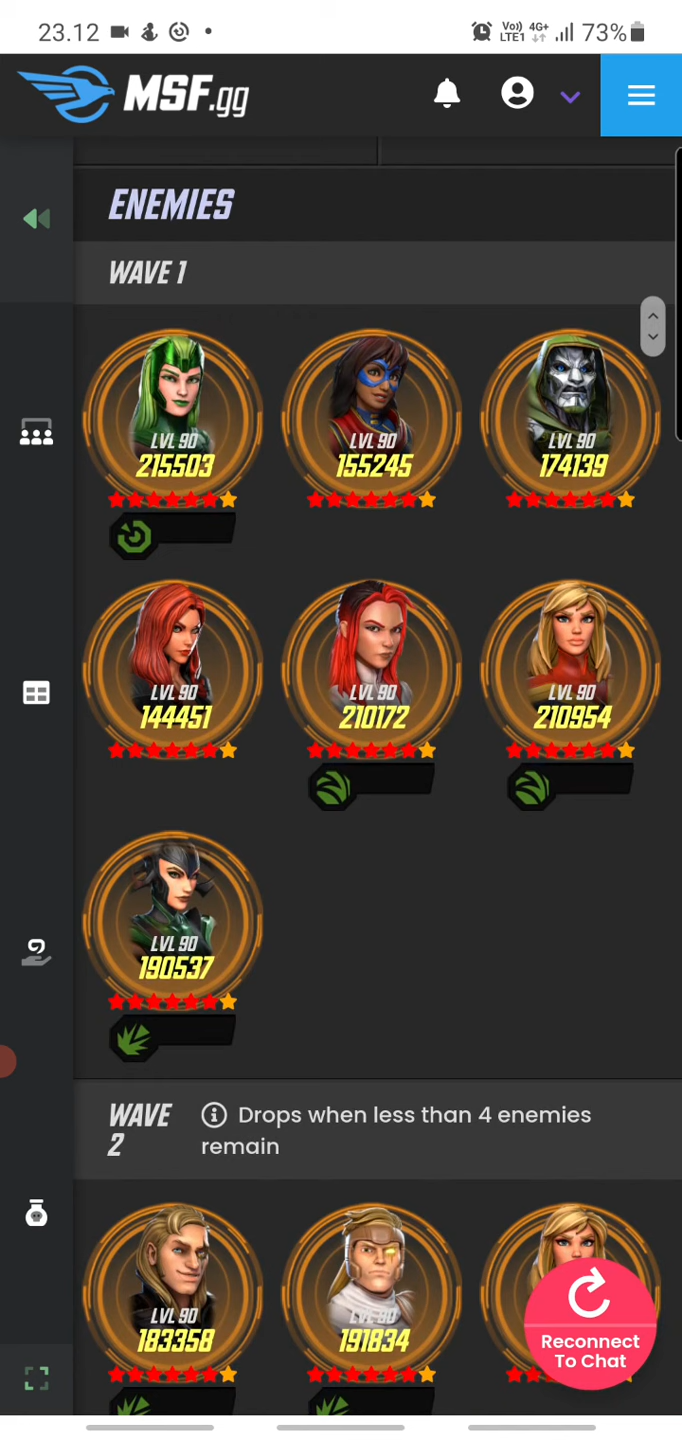 23.12 Vo) LTE1 4G+ 73%
MSF.gg
ENEMIES
WAVE 1
LVL 90 LVL 90 LVL 90
215503 155245 174139
LVL 90 LVL 90 LVL 90
144451 210172 210954
LVL 90
190537
WAVE 2
Drops when less than 4 enemies
remain
LVL 90 LVL 90
183358 191834
Reconnect
To Chat